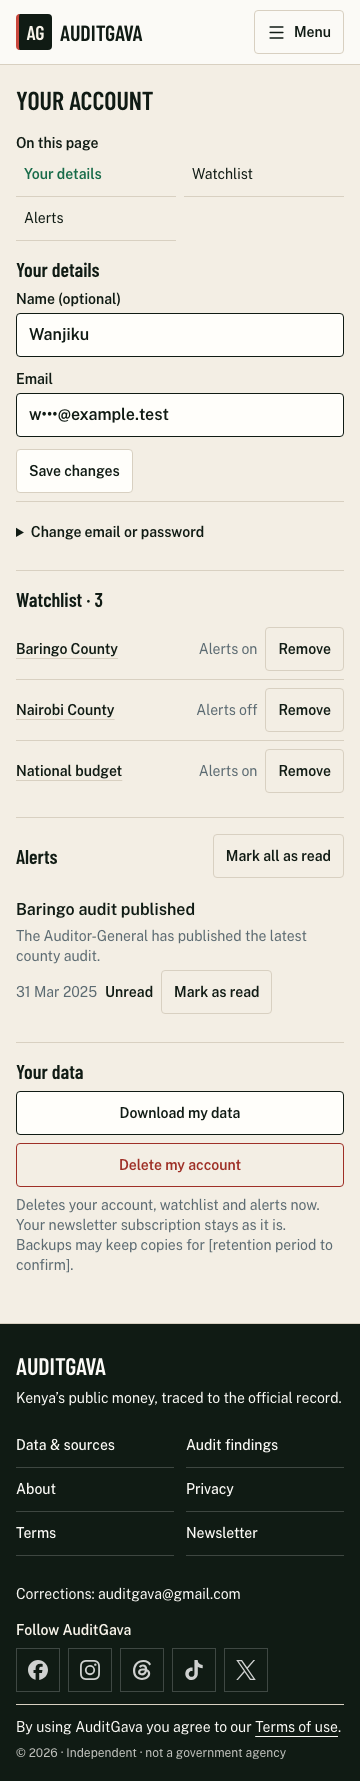 AG AUDITGAVA
Menu
YOUR ACCOUNT
On this page
Your details
Watchlist
Alerts
Your details
Name (optional)
Wanjiku
Email
w•••@example.test
Save changes
Change email or password
Watchlist · 3
Baringo County Alerts on Remove
Nairobi County Alerts off Remove
National budget Alerts on Remove
Alerts Mark all as read
Baringo audit published
The Auditor-General has published the latest
county audit.
31 Mar 2025 Unread Mark as read
Your data
Download my data
Delete my account
Deletes your account, watchlist and alerts now.
Your newsletter subscription stays as it is.
Backups may keep copies for [retention period to
confirm].
AUDITGAVA
Kenya’s public money, traced to the official record.
Data & sources Audit findings
About Privacy
Terms Newsletter
Corrections: auditgava@gmail.com
Follow AuditGava
By using AuditGava you agree to our Terms of use.
© 2026 · Independent · not a government agency